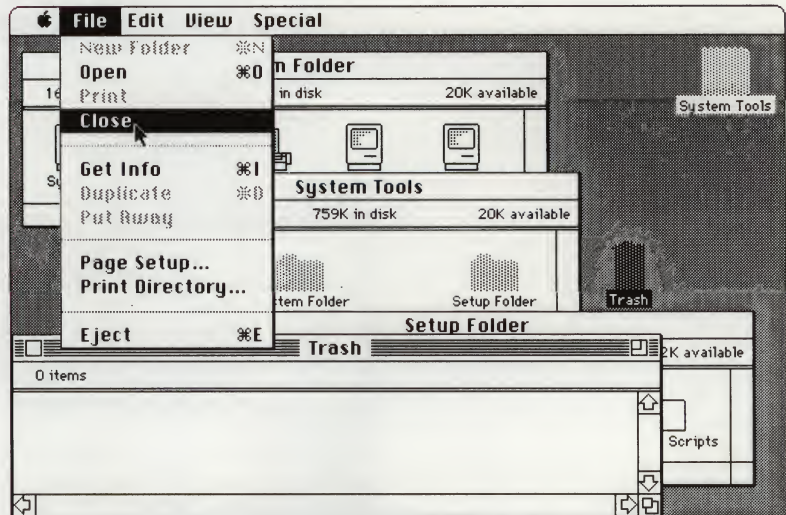 File Edit View Special
New Folder ⌘N
Open ⌘O
Print
Close
Get Info ⌘I
Duplicate ⌘D
Put Away
Page Setup...
Print Directory...
Eject ⌘E
Folder
in disk 20K available
System Tools
System Tools
759K in disk 20K available
Folder
Setup Folder
Trash
Setup Folder
available
Scripts
Trash
0 items